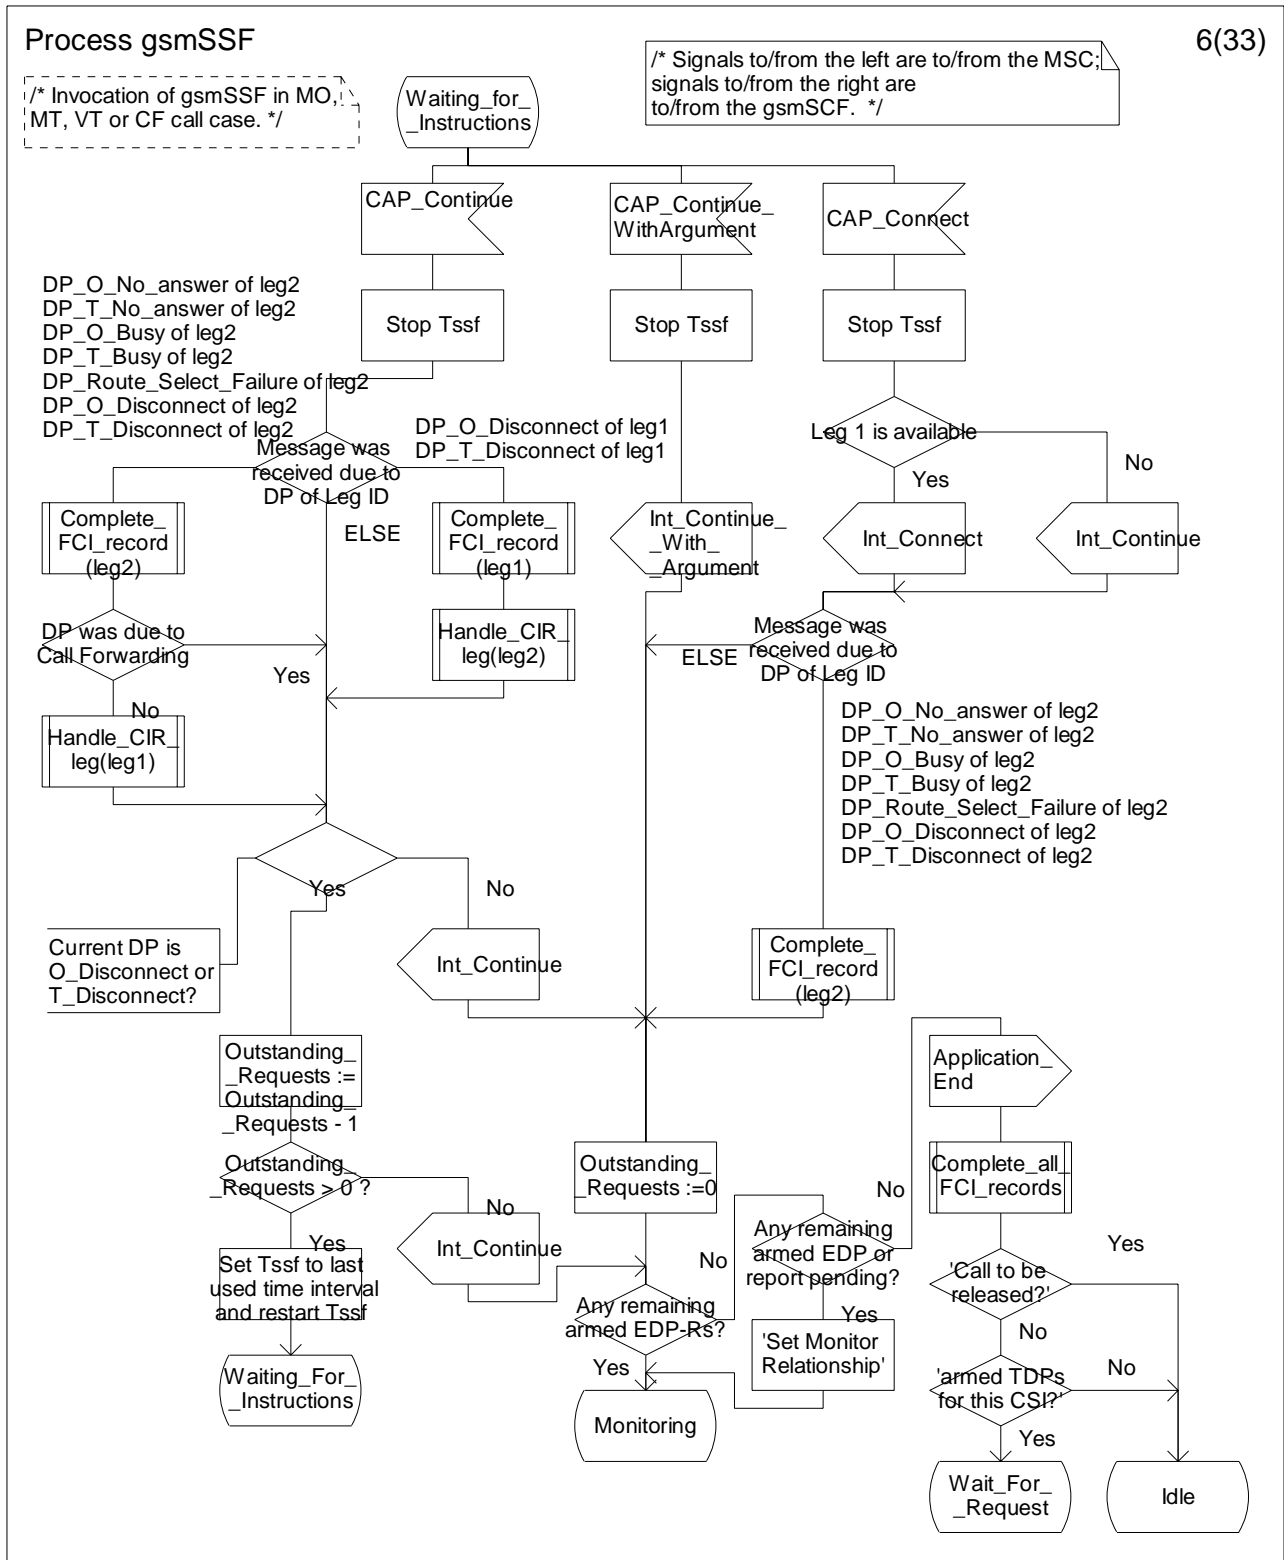 Process gsmSSF
6(33)
/* Invocation of gsmSSF in MO,
MT, VT or CF call case. */
Waiting_for_
_Instructions
/* Signals to/from the left are to/from the MSC;
signals to/from the right are
to/from the gsmSCF.  */
CAP_Continue
CAP_Continue_
WithArgument
CAP_Connect
DP_O_No_answer of leg2
DP_T_No_answer of leg2
DP_O_Busy of leg2
DP_T_Busy of leg2
DP_Route_Select_Failure of leg2
DP_O_Disconnect of leg2
DP_T_Disconnect of leg2
Stop Tssf
Stop Tssf
Stop Tssf
Message was
received due to
DP of Leg ID
DP_O_Disconnect of leg1
DP_T_Disconnect of leg1
Leg 1 is available
Yes
No
Complete_
FCI_record
(leg2)
ELSE
Complete_
FCI_record
(leg1)
Int_Continue_
_With_
_Argument
Int_Connect
Int_Continue
DP was due to
Call Forwarding
Yes
No
Handle_CIR_
leg(leg2)
ELSE
Message was
received due to
DP of Leg ID
Handle_CIR_
leg(leg1)
DP_O_No_answer of leg2
DP_T_No_answer of leg2
DP_O_Busy of leg2
DP_T_Busy of leg2
DP_Route_Select_Failure of leg2
DP_O_Disconnect of leg2
DP_T_Disconnect of leg2
Yes
No
Current DP is
O_Disconnect or
T_Disconnect?
Int_Continue
Complete_
FCI_record
(leg2)
Outstanding_
_Requests :=
Outstanding_
_Requests - 1
Application_
End
Outstanding_
_Requests > 0 ?
No
Yes
Outstanding_
_Requests :=0
No
Complete_all_
FCI_records
Set Tssf to last
used time interval
and restart Tssf
Int_Continue
No
Any remaining
armed EDP or
report pending?
Yes
Yes
'Call to be
released?'
No
Any remaining
armed EDP-Rs?
Yes
'Set Monitor
Relationship'
Waiting_For_
_Instructions
Monitoring
'armed TDPs
for this CSI?'
No
Yes
Wait_For_
_Request
Idle